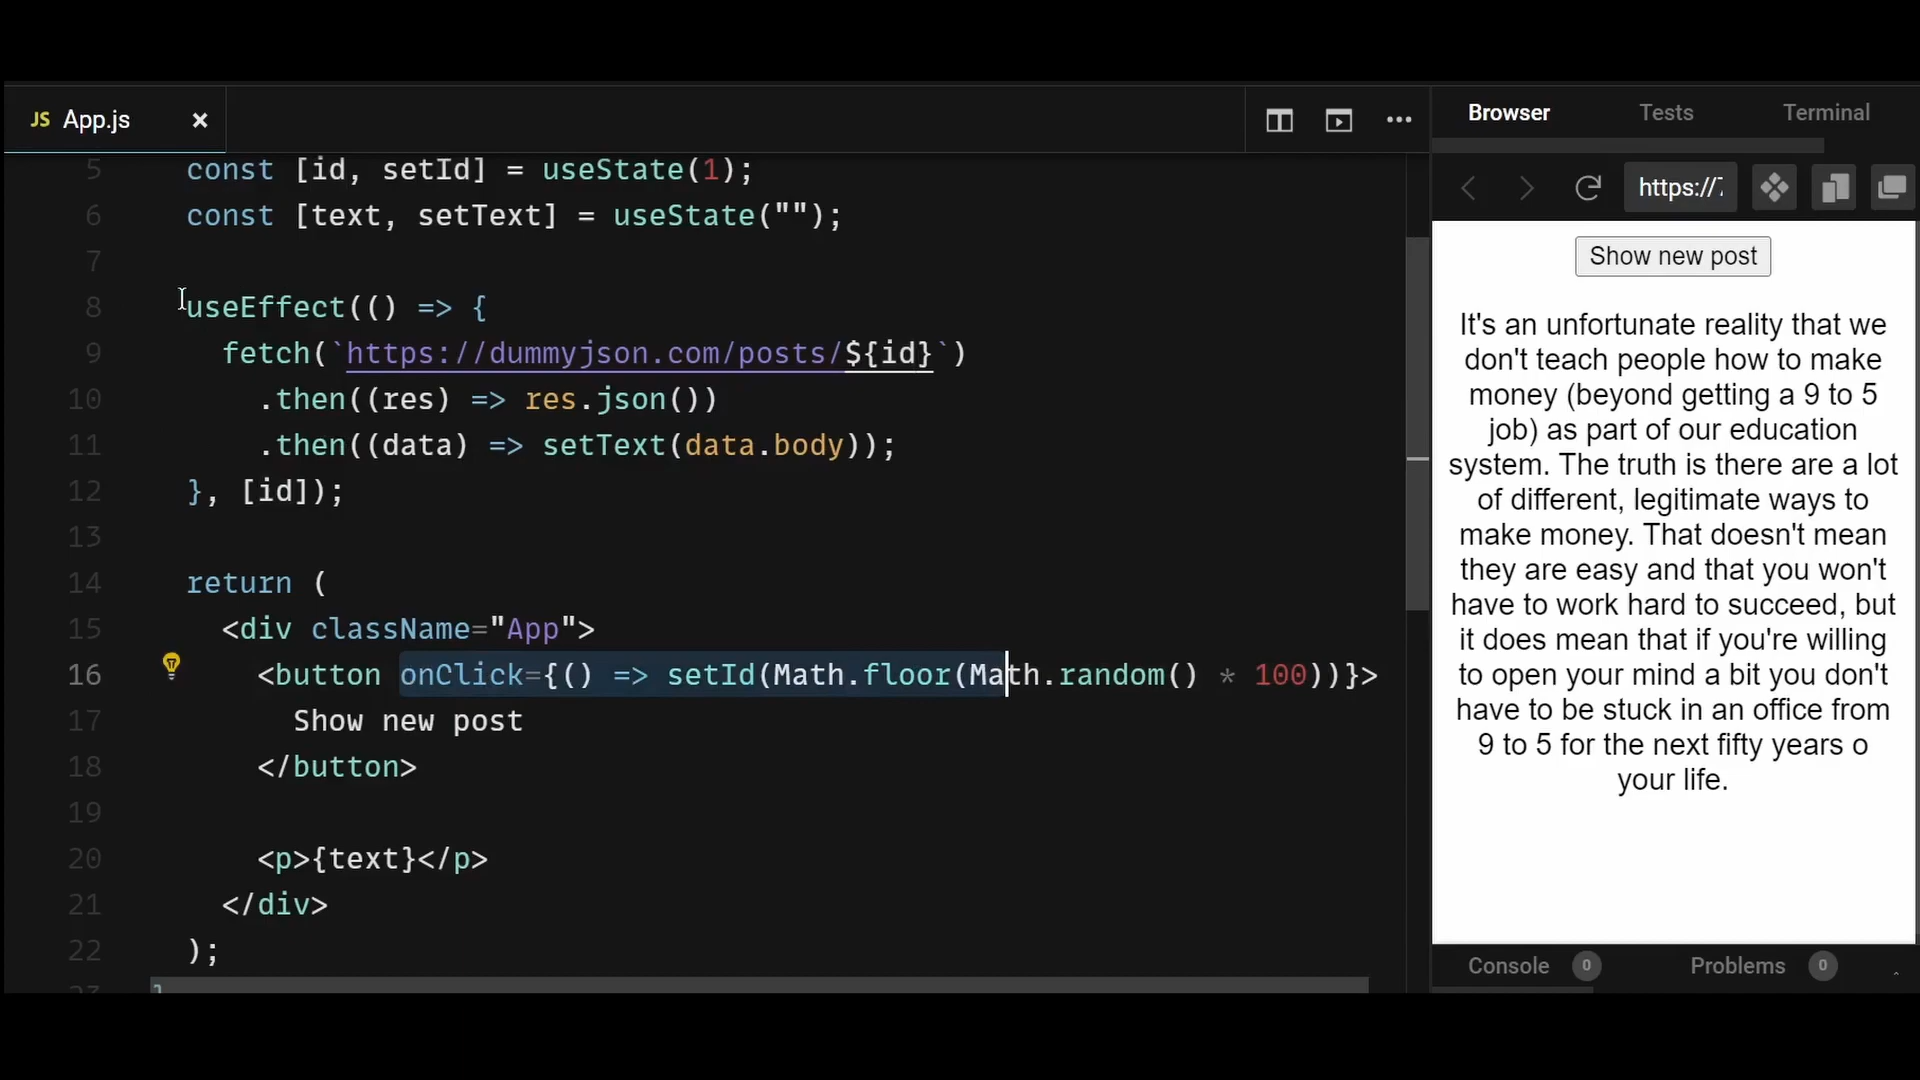 JS App.js ×
5 const [id, setId] = useState(1);
6 const [text, setText] = useState("");
7
8 useEffect(() => {
9 fetch(`https://dummyjson.com/posts/${id}`)
10 .then((res) => res.json())
11 .then((data) => setText(data.body));
12 }, [id]);
13
14 return (
15 <div className="App">
16 <button onClick={() => setId(Math.floor(Math.random() * 100))}>
17 Show new post
18 </button>
19
20 <p>{text}</p>
21 </div>
22 );
Browser Tests Terminal
https://
Show new post
It's an unfortunate reality that we
don't teach people how to make
money (beyond getting a 9 to 5
job) as part of our education
system. The truth is there are a lot
of different, legitimate ways to
make money. That doesn't mean
they are easy and that you won't
have to work hard to succeed, but
it does mean that if you're willing
to open your mind a bit you don't
have to be stuck in an office from
9 to 5 for the next fifty years o
your life.
Console 0 Problems 0